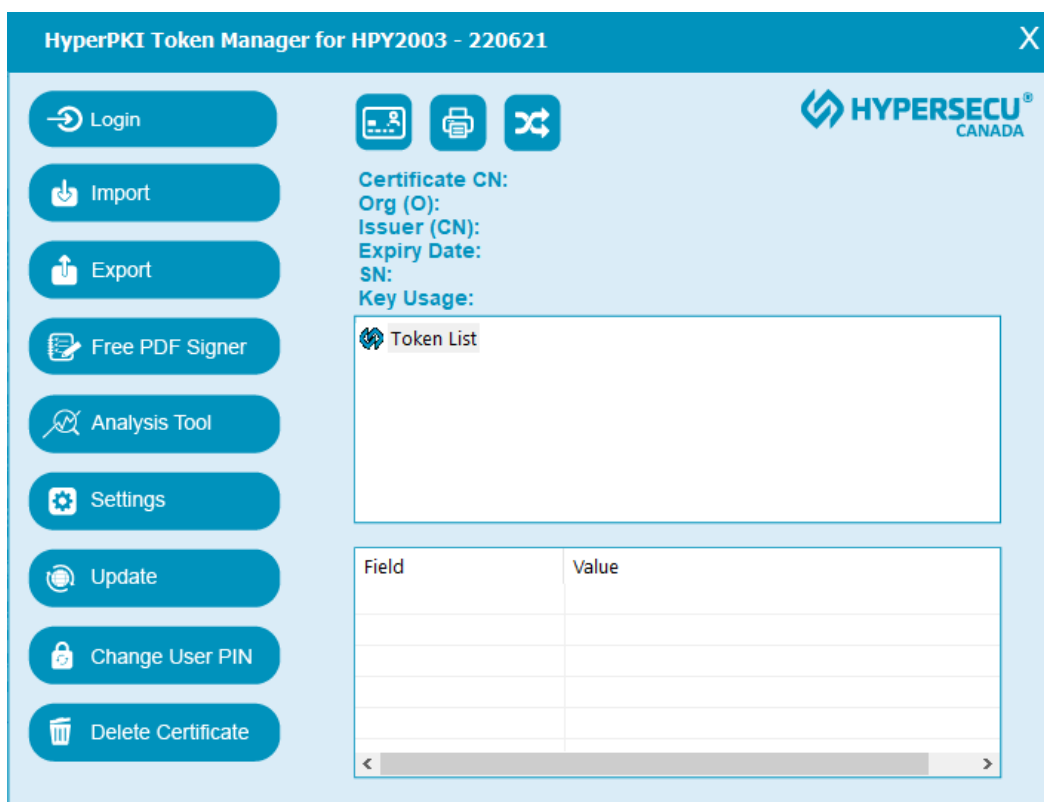 HyperPKI Token Manager for HPY2003 - 220621
X
Login
Import
Export
Free PDF Signer
Analysis Tool
Settings
Update
Change User PIN
Delete Certificate
HYPERSECU®
CANADA
Certificate CN:
Org (O):
Issuer (CN):
Expiry Date:
SN:
Key Usage:
Token List
Field Value